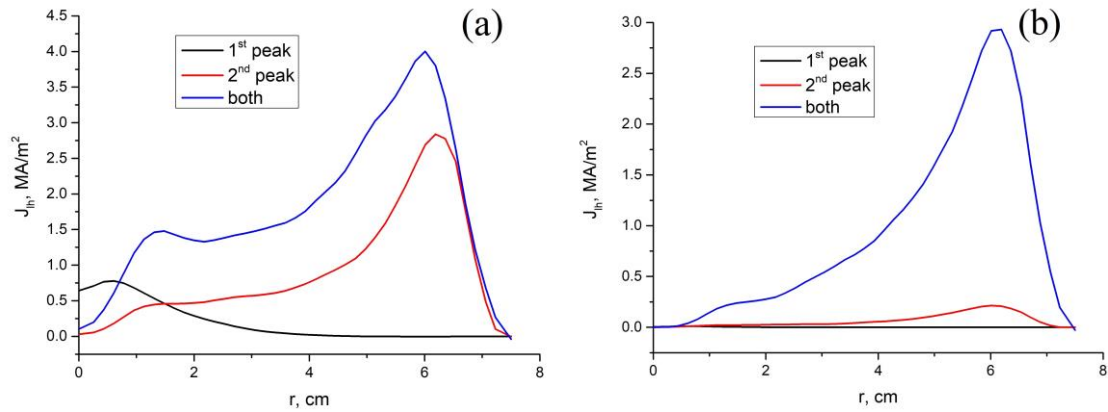 (a)
4.5
4.0
3.5
3.0
2.5
2.0
1.5
1.0
0.5
0.0
J_lh, MA/m²
1st peak
2nd peak
both
0 2 4 6 8
r, cm
(b)
3.0
2.5
2.0
1.5
1.0
0.5
0.0
J_lh, MA/m²
1st peak
2nd peak
both
0 2 4 6 8
r, cm